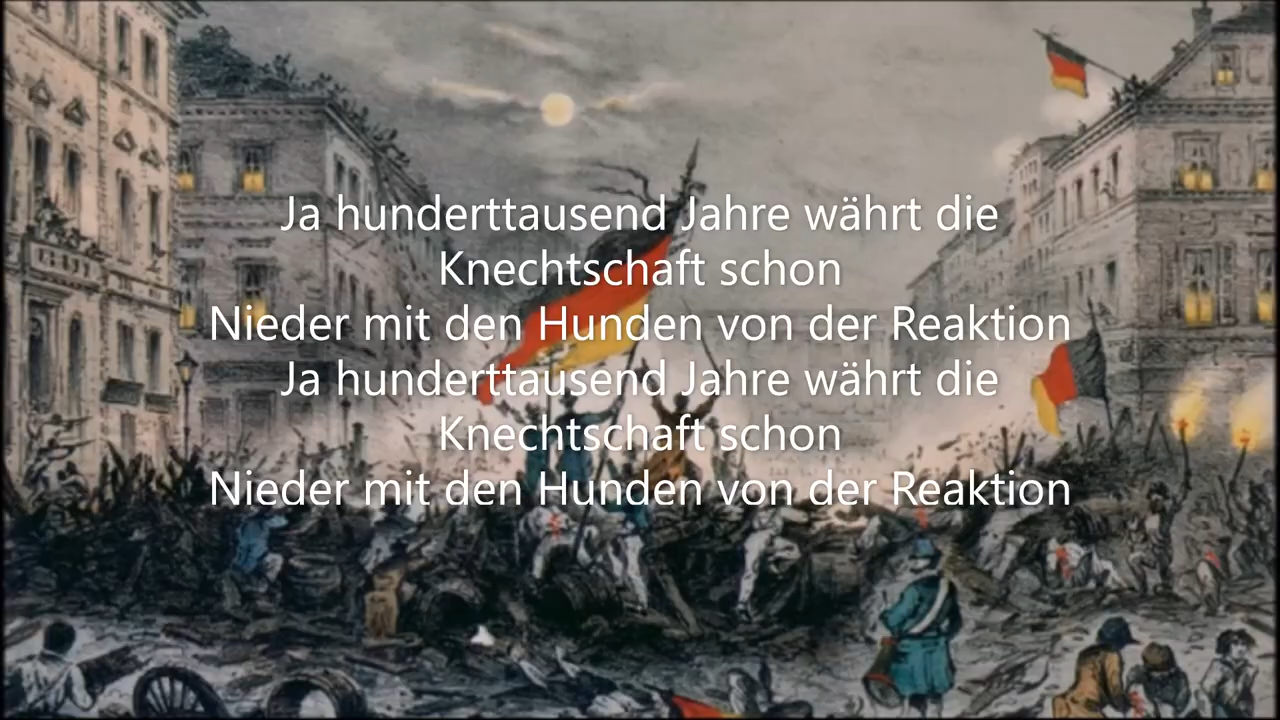 Ja hunderttausend Jahre währt die
Knechtschaft schon
Nieder mit den Hunden von der Reaktion
Ja hunderttausend Jahre währt die
Knechtschaft schon
Nieder mit den Hunden von der Reaktion